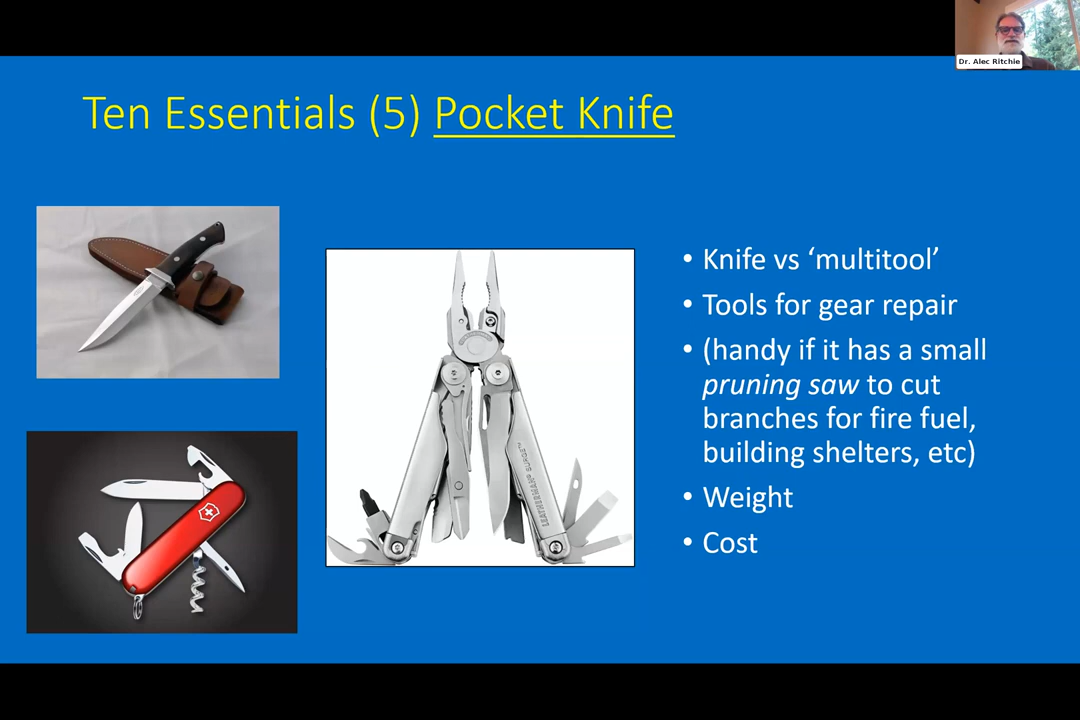 Dr. Alec Ritchie
Ten Essentials (5) Pocket Knife
• Knife vs ‘multitool’
• Tools for gear repair
• (handy if it has a small
pruning saw to cut
branches for fire fuel,
building shelters, etc)
• Weight
• Cost
LEATHERMAN SURGE